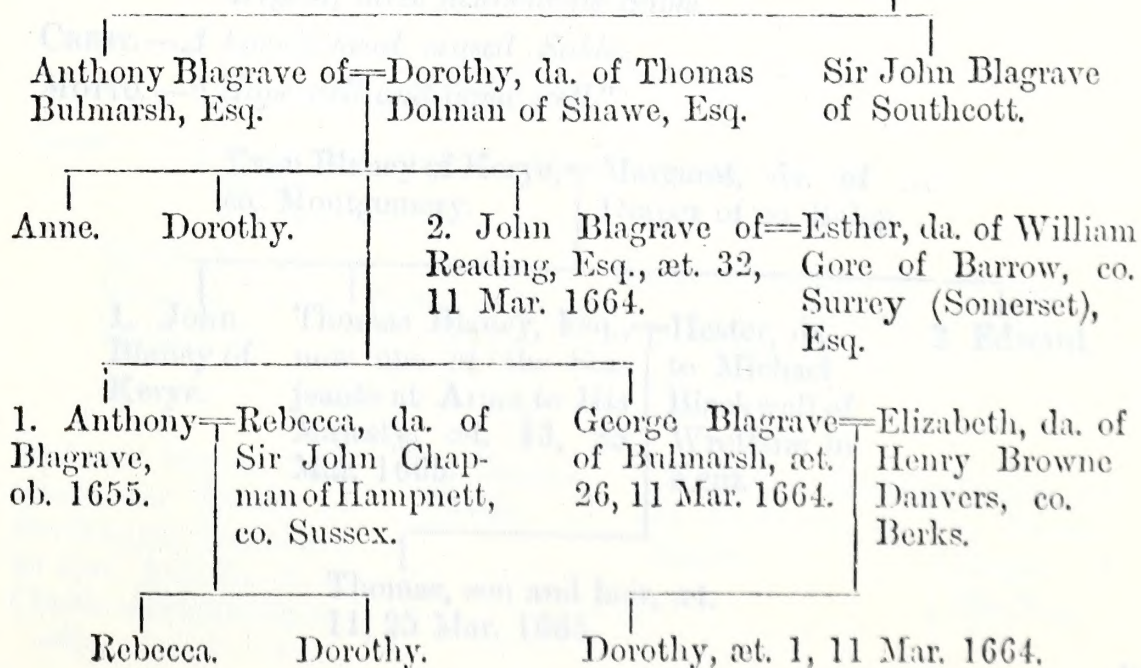 Anthony Blagrave of=Dorothy, da. of Thomas
Bulmarsh, Esq. Dolman of Shawe, Esq.
Sir John Blagrave
of Southcott.
Anne. Dorothy.
2. John Blagrave of=Esther, da. of William
Reading, Esq., æt. 32, Gore of Barrow, co.
11 Mar. 1664. Surrey (Somerset),
Esq.
1. Anthony=Rebecca, da. of
Blagrave, Sir John Chap-
ob. 1655. man of Hampnett,
co. Sussex.
George Blagrave=Elizabeth, da. of
of Bulmarsh, æt. Henry Browne
26, 11 Mar. 1664. Danvers, co.
Berks.
Rebecca. Dorothy. Dorothy, æt. 1, 11 Mar. 1664.